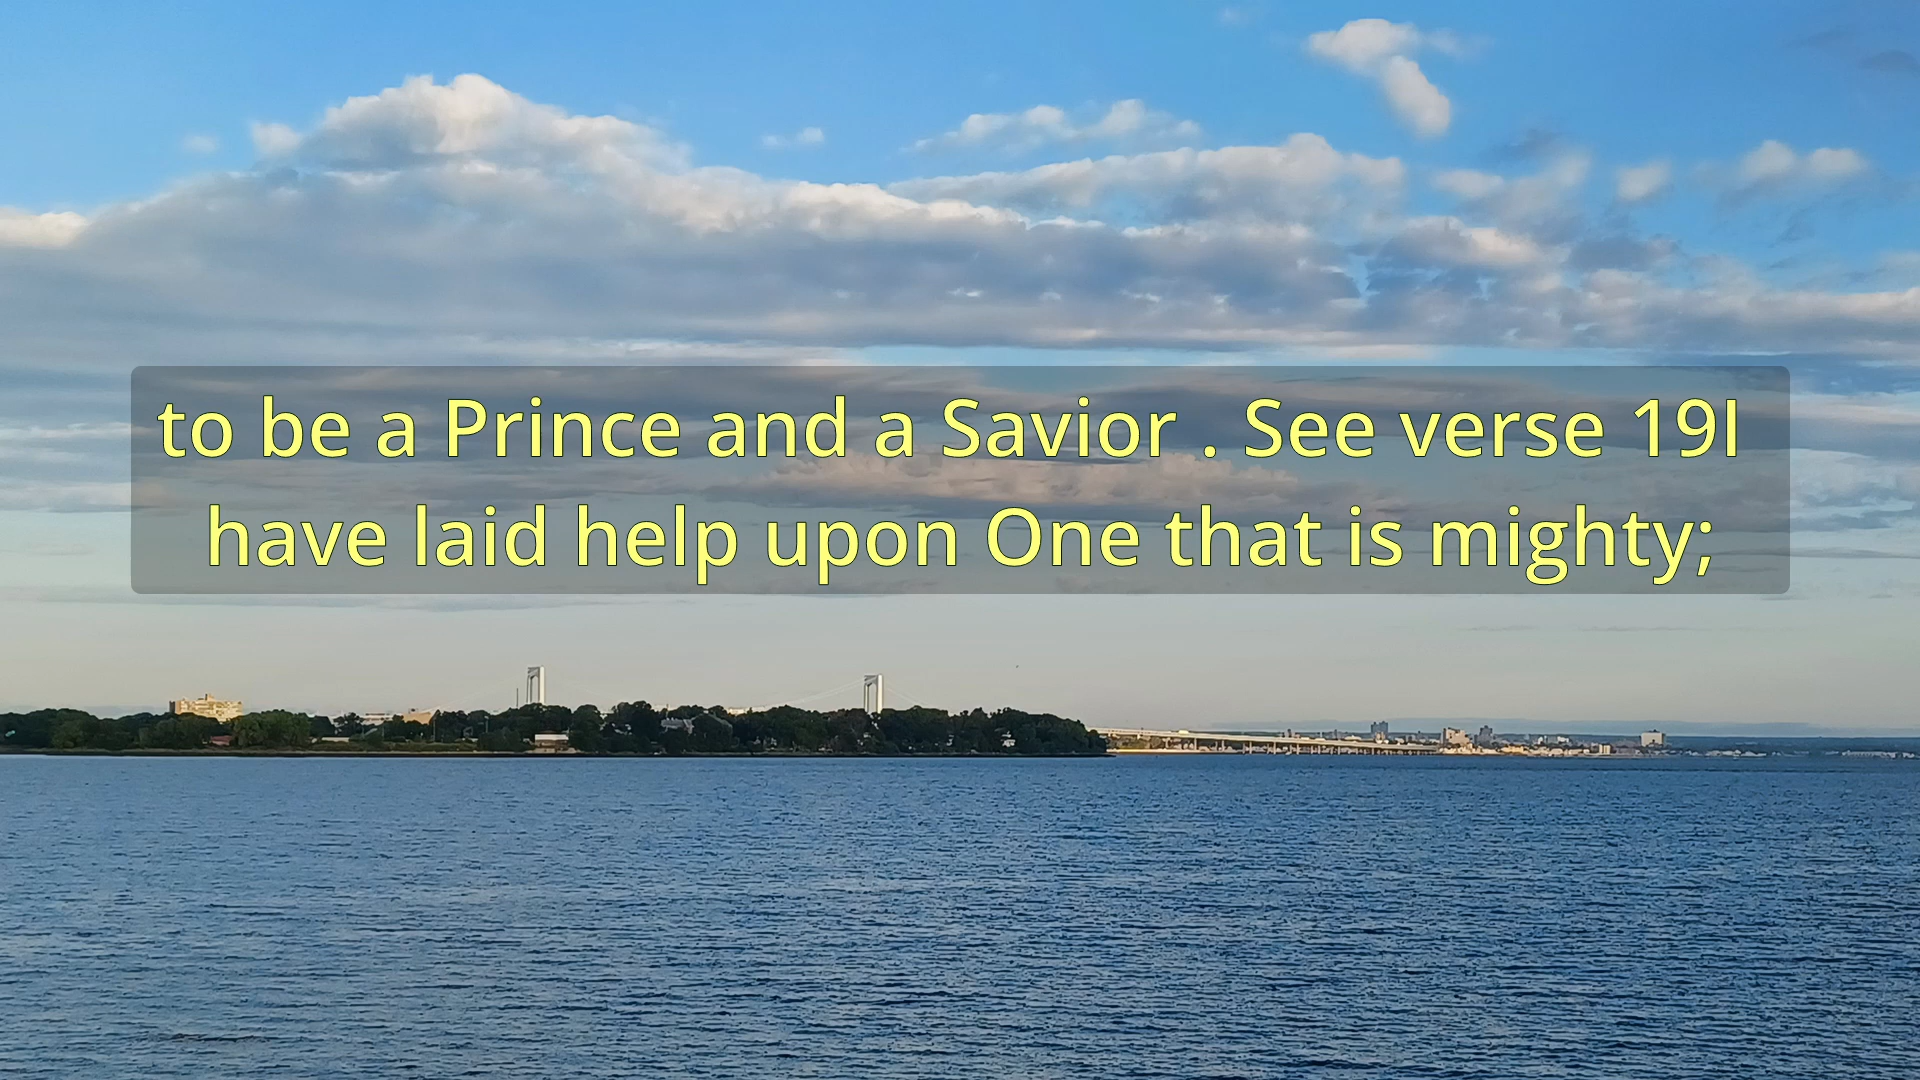 to be a Prince and a Savior . See verse 19I
have laid help upon One that is mighty;